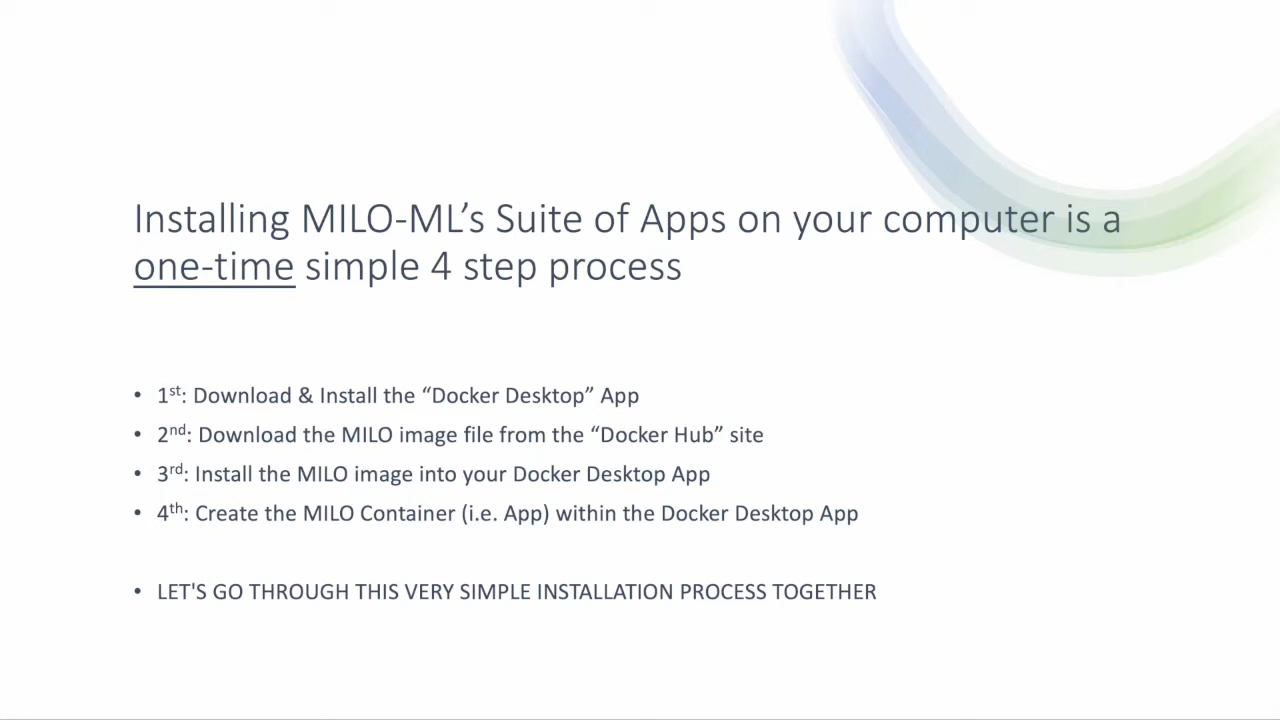 Installing MILO-ML’s Suite of Apps on your computer is a
one-time simple 4 step process
• 1st: Download & Install the “Docker Desktop” App
• 2nd: Download the MILO image file from the “Docker Hub” site
• 3rd: Install the MILO image into your Docker Desktop App
• 4th: Create the MILO Container (i.e. App) within the Docker Desktop App
• LET'S GO THROUGH THIS VERY SIMPLE INSTALLATION PROCESS TOGETHER